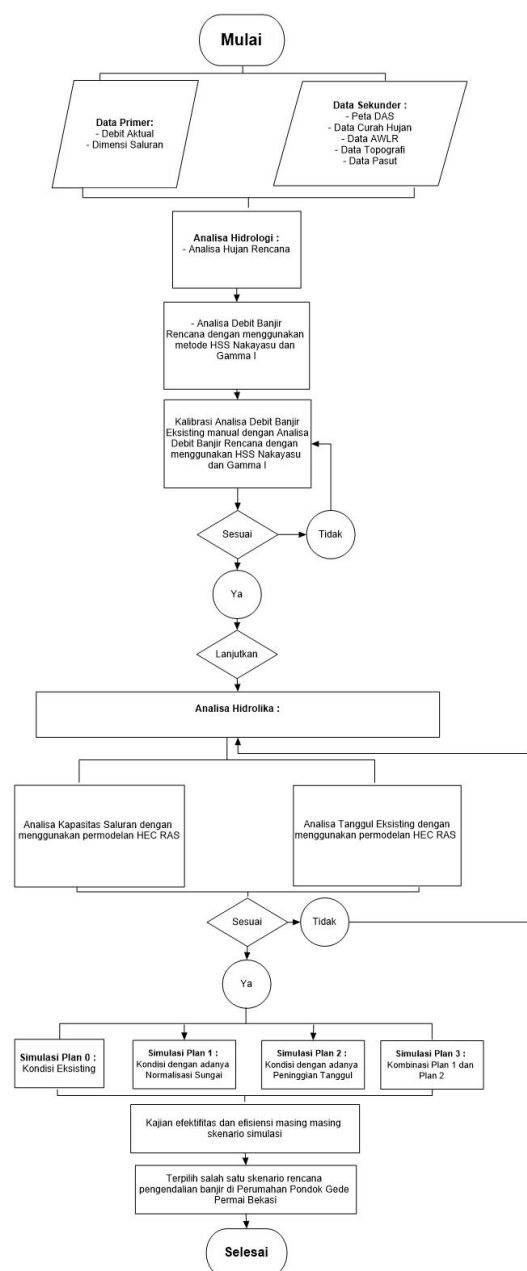 Mulai
Data Primer:
- Debit Aktual
- Dimensi Saluran
Data Sekunder :
- Peta DAS
- Data Curah Hujan
- Data AWLR
- Data Topografi
- Data Pasut
Analisa Hidrologi :
- Analisa Hujan Rencana
- Analisa Debit Banjir
Rencana dengan menggunakan
metode HSS Nakayasu dan
Gamma I
Kalibrasi Analisa Debit Banjir
Eksisting manual dengan Analisa
Debit Banjir Rencana dengan
menggunakan HSS Nakayasu
dan Gamma I
Sesuai
Tidak
Ya
Lanjutkan
Analisa Hidrolika :
Analisa Kapasitas Saluran dengan
menggunakan permodelan HEC RAS
Analisa Tanggul Eksisting dengan
menggunakan permodelan HEC RAS
Sesuai
Tidak
Ya
Simulasi Plan 0 :
Kondisi Eksisting
Simulasi Plan 1 :
Kondisi dengan adanya
Normalisasi Sungai
Simulasi Plan 2 :
Kondisi dengan adanya
Peninggian Tanggul
Simulasi Plan 3 :
Kombinasi Plan 1 dan
Plan 2
Kajian efektifitas dan efisiensi masing masing
skenario simulasi
Terpilih salah satu skenario rencana
pengendalian banjir di Perumahan Pondok Gede
Permai Bekasi
Selesai